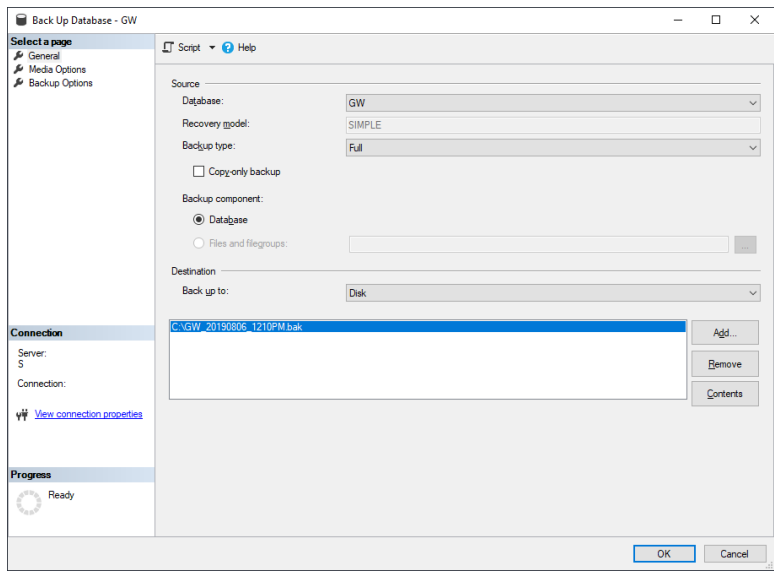 Back Up Database - GW
Select a page
General
Media Options
Backup Options
Script
Help
Source
Database:
GW
Recovery model:
SIMPLE
Backup type:
Full
Copy-only backup
Backup component:
Database
Files and filegroups:
...
Destination
Back up to:
Disk
C:\GW_20190806_1210PM.bak
Add...
Remove
Contents
Connection
Server:
S
Connection:
View connection properties
Progress
Ready
OK
Cancel